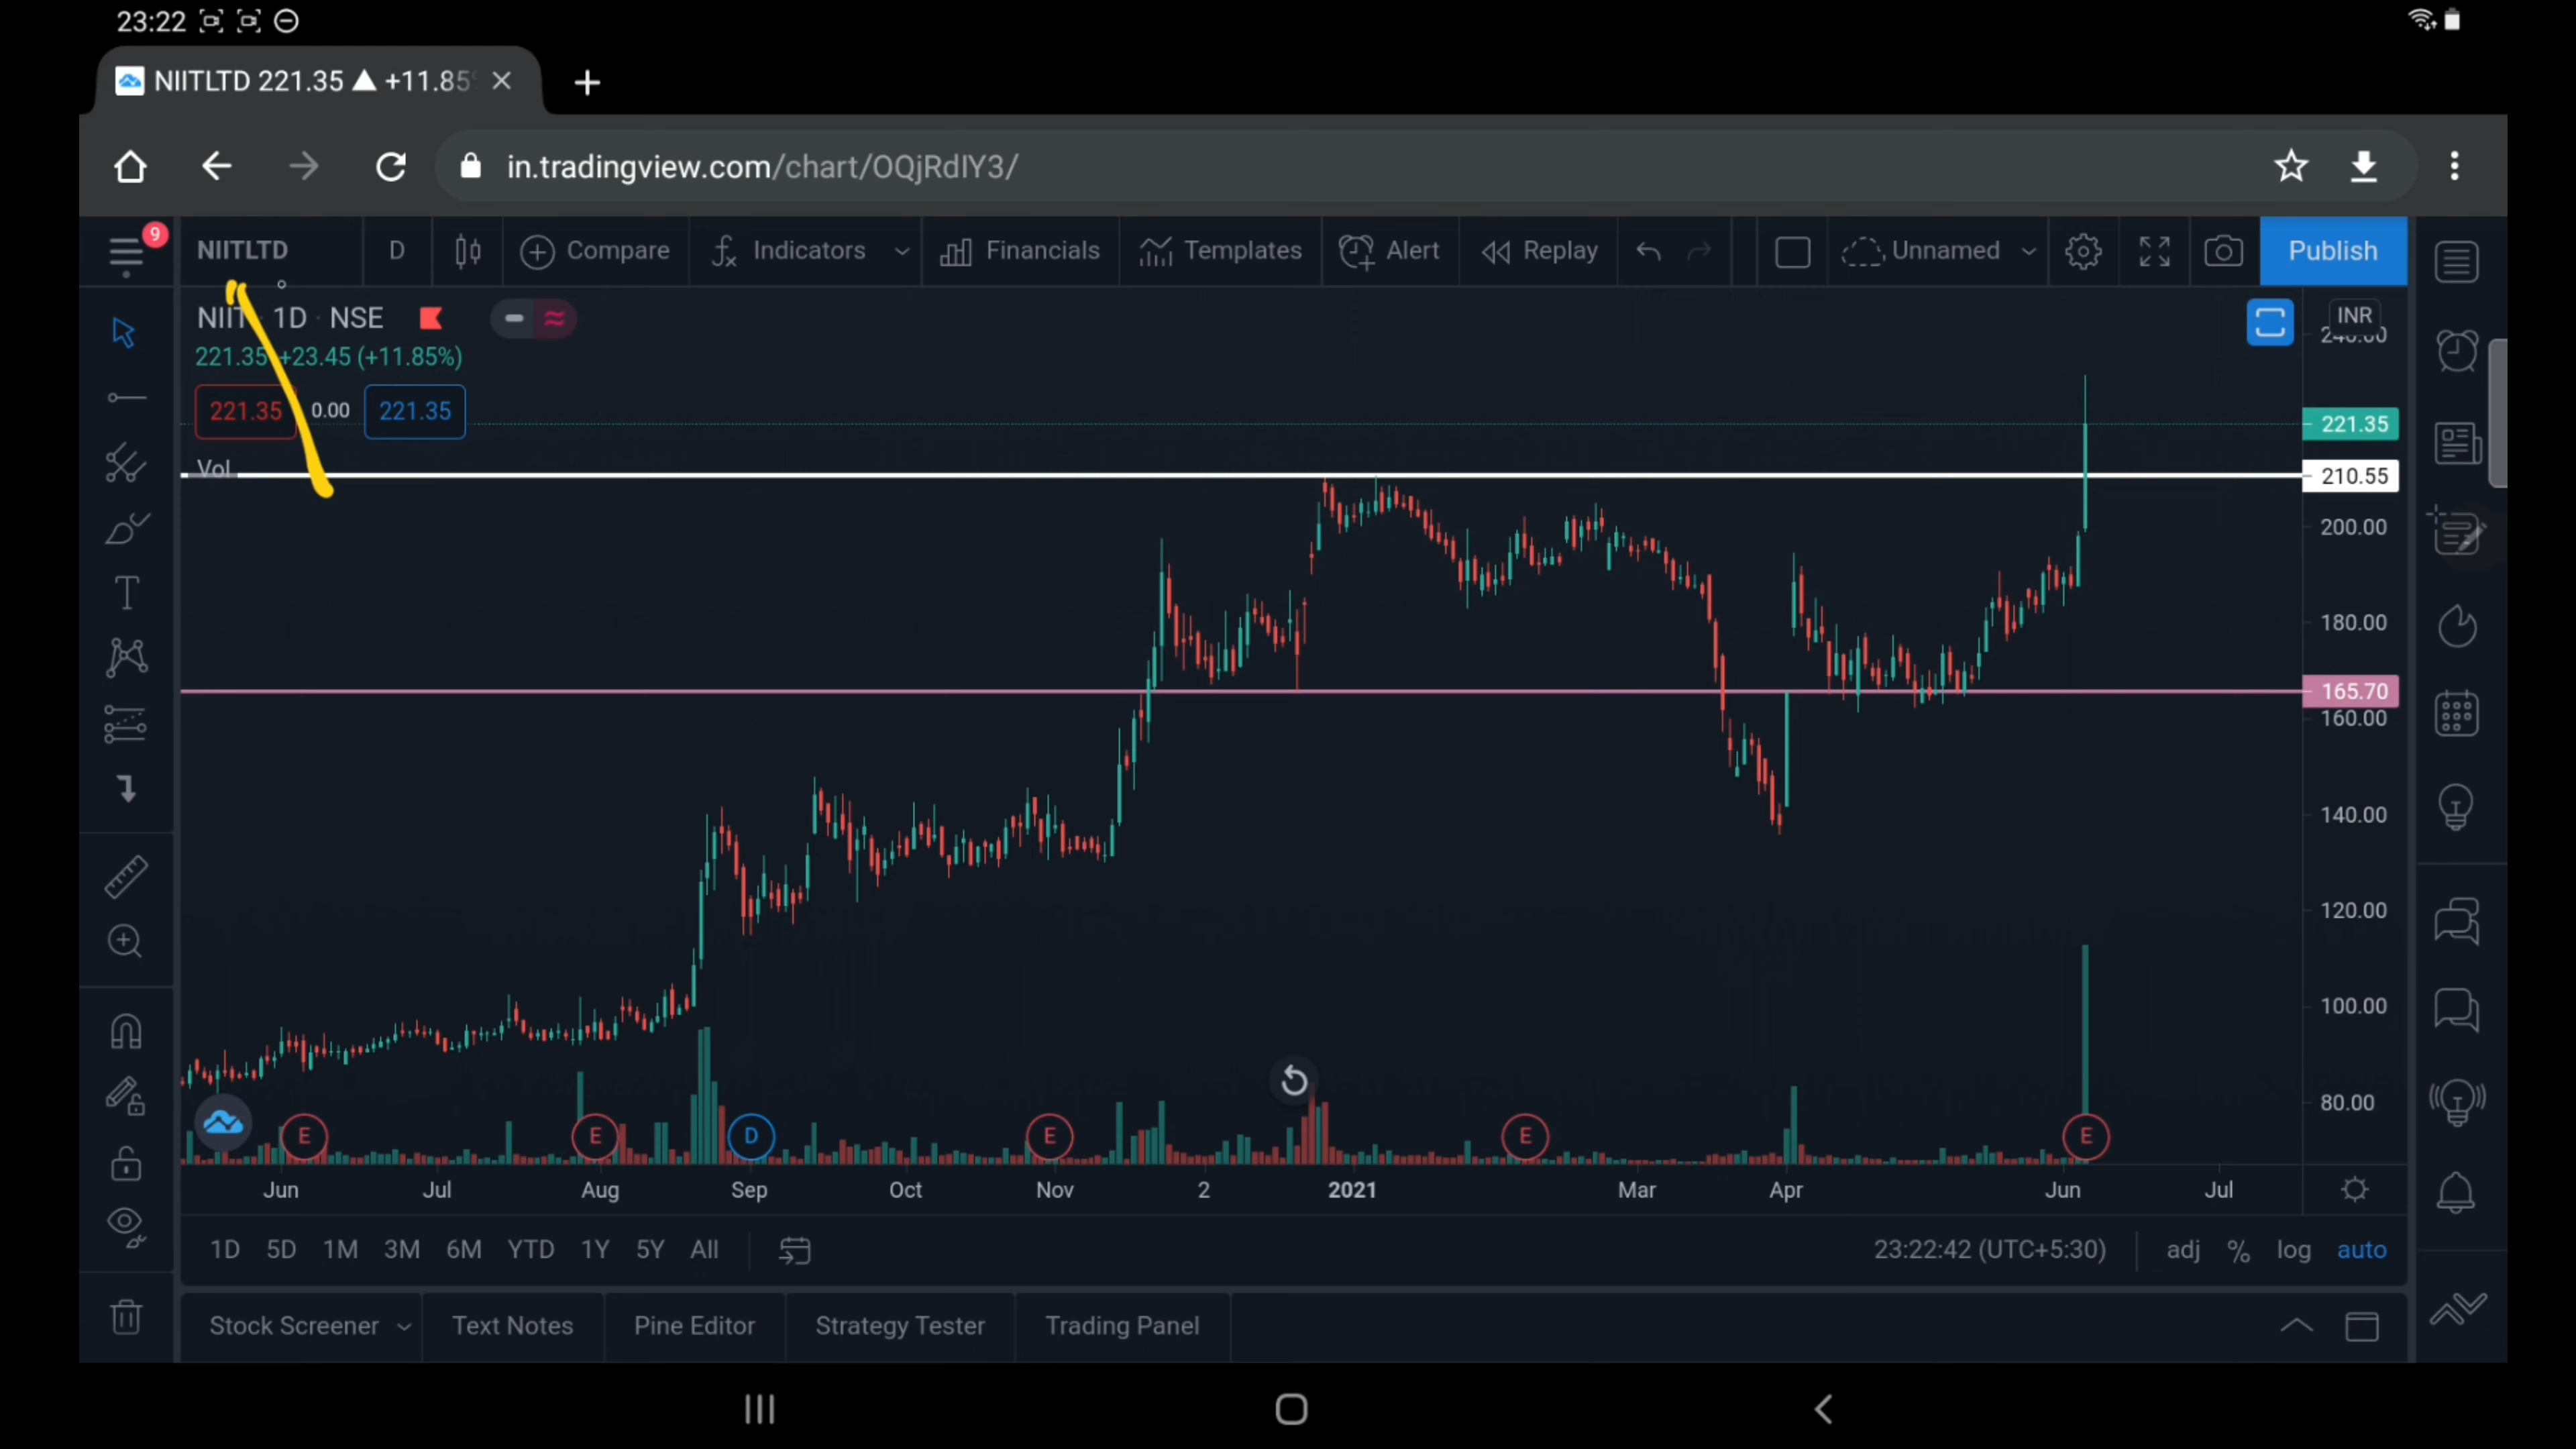 23:22
NIITLTD 221.35 ▲ +11.85
in.tradingview.com/chart/OQjRdIY3/
9
NIITLTD D Compare Indicators Financials Templates Alert Replay Unnamed Publish
NIIT · 1D · NSE
INR
221.35 +23.45 (+11.85%)
221.35 0.00 221.35
Vol
240.00
221.35
210.55
200.00
180.00
165.70
160.00
140.00
120.00
100.00
80.00
E E D E E E
Jun Jul Aug Sep Oct Nov 2 2021 Mar Apr Jun Jul
1D 5D 1M 3M 6M YTD 1Y 5Y All 23:22:42 (UTC+5:30) adj % log auto
Stock Screener Text Notes Pine Editor Strategy Tester Trading Panel